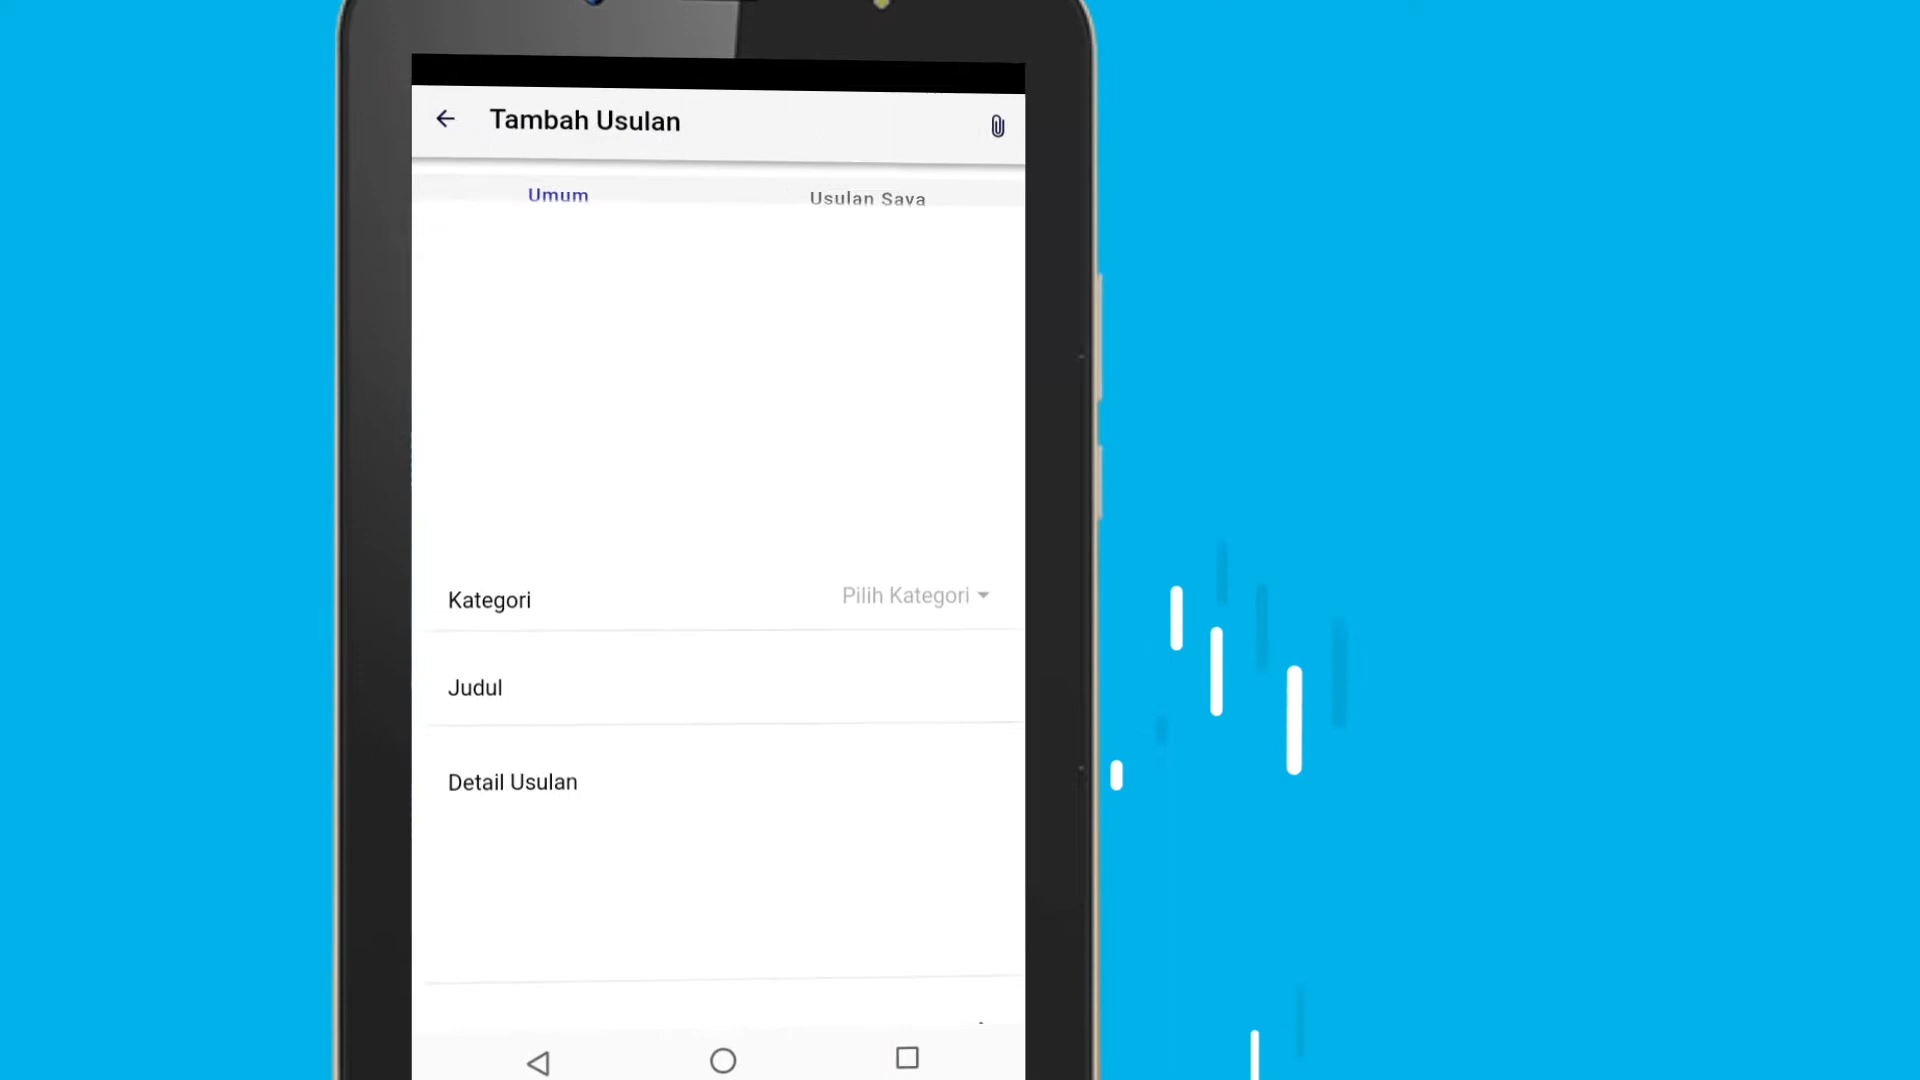 Tambah Usulan
Umum
Usulan Saya
Kategori
Pilih Kategori
Judul
Detail Usulan